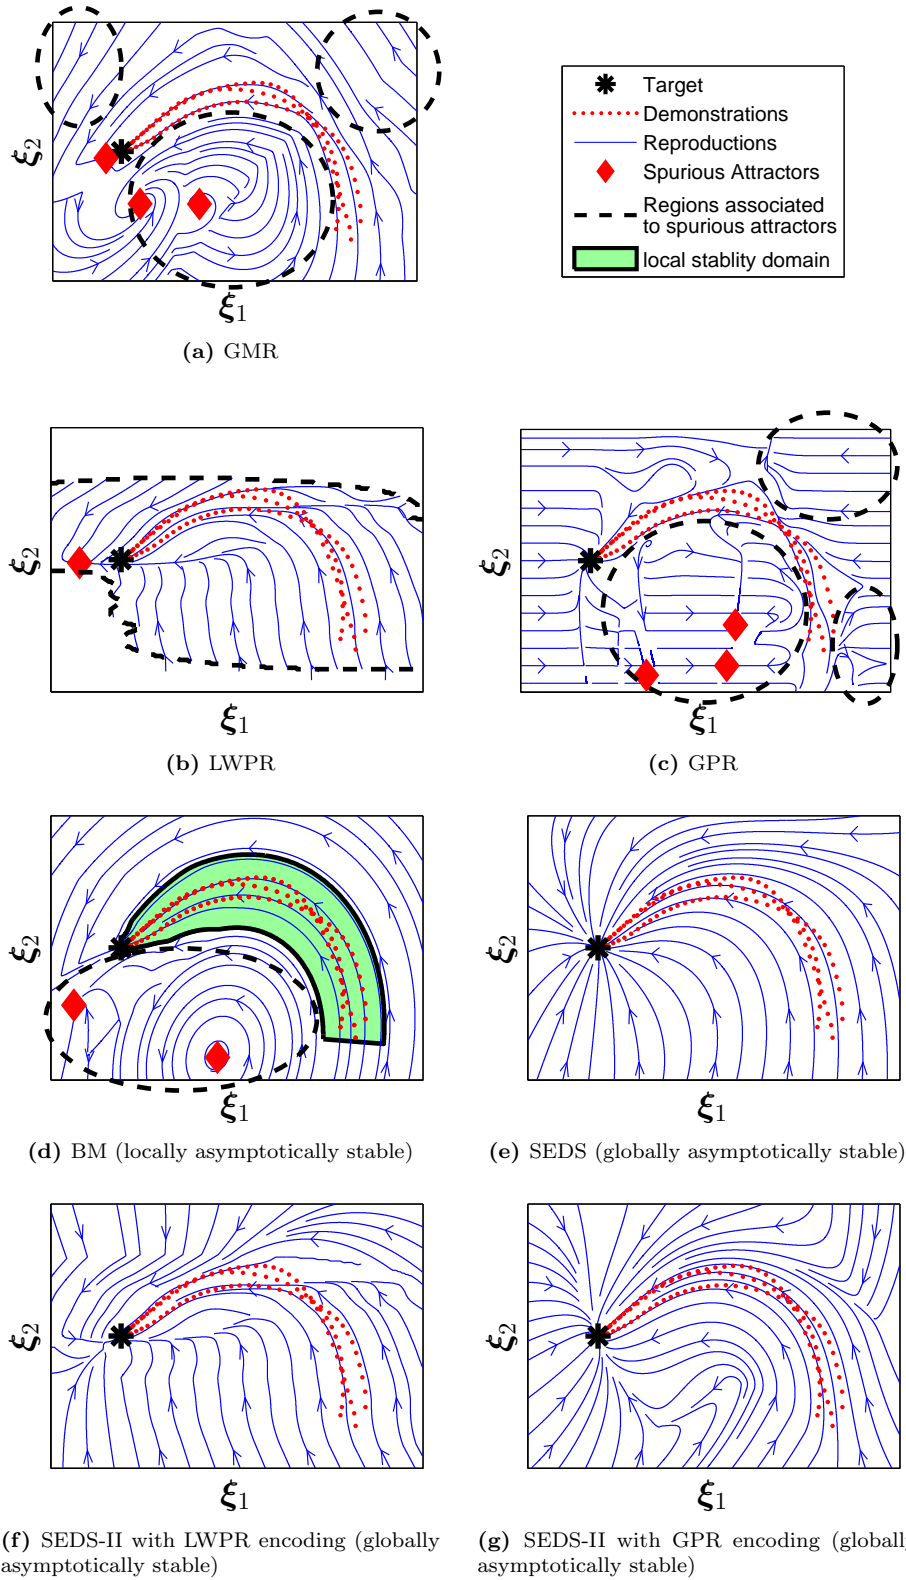 ξ2
ξ1
(a) GMR
Target
Demonstrations
Reproductions
Spurious Attractors
Regions associated
to spurious attractors
local stablity domain
ξ2
ξ1
(b) LWPR
ξ2
ξ1
(c) GPR
ξ2
ξ1
(d) BM (locally asymptotically stable)
ξ2
ξ1
(e) SEDS (globally asymptotically stable)
ξ2
ξ1
(f) SEDS-II with LWPR encoding (globally
asymptotically stable)
ξ2
ξ1
(g) SEDS-II with GPR encoding (global
asymptotically stable)